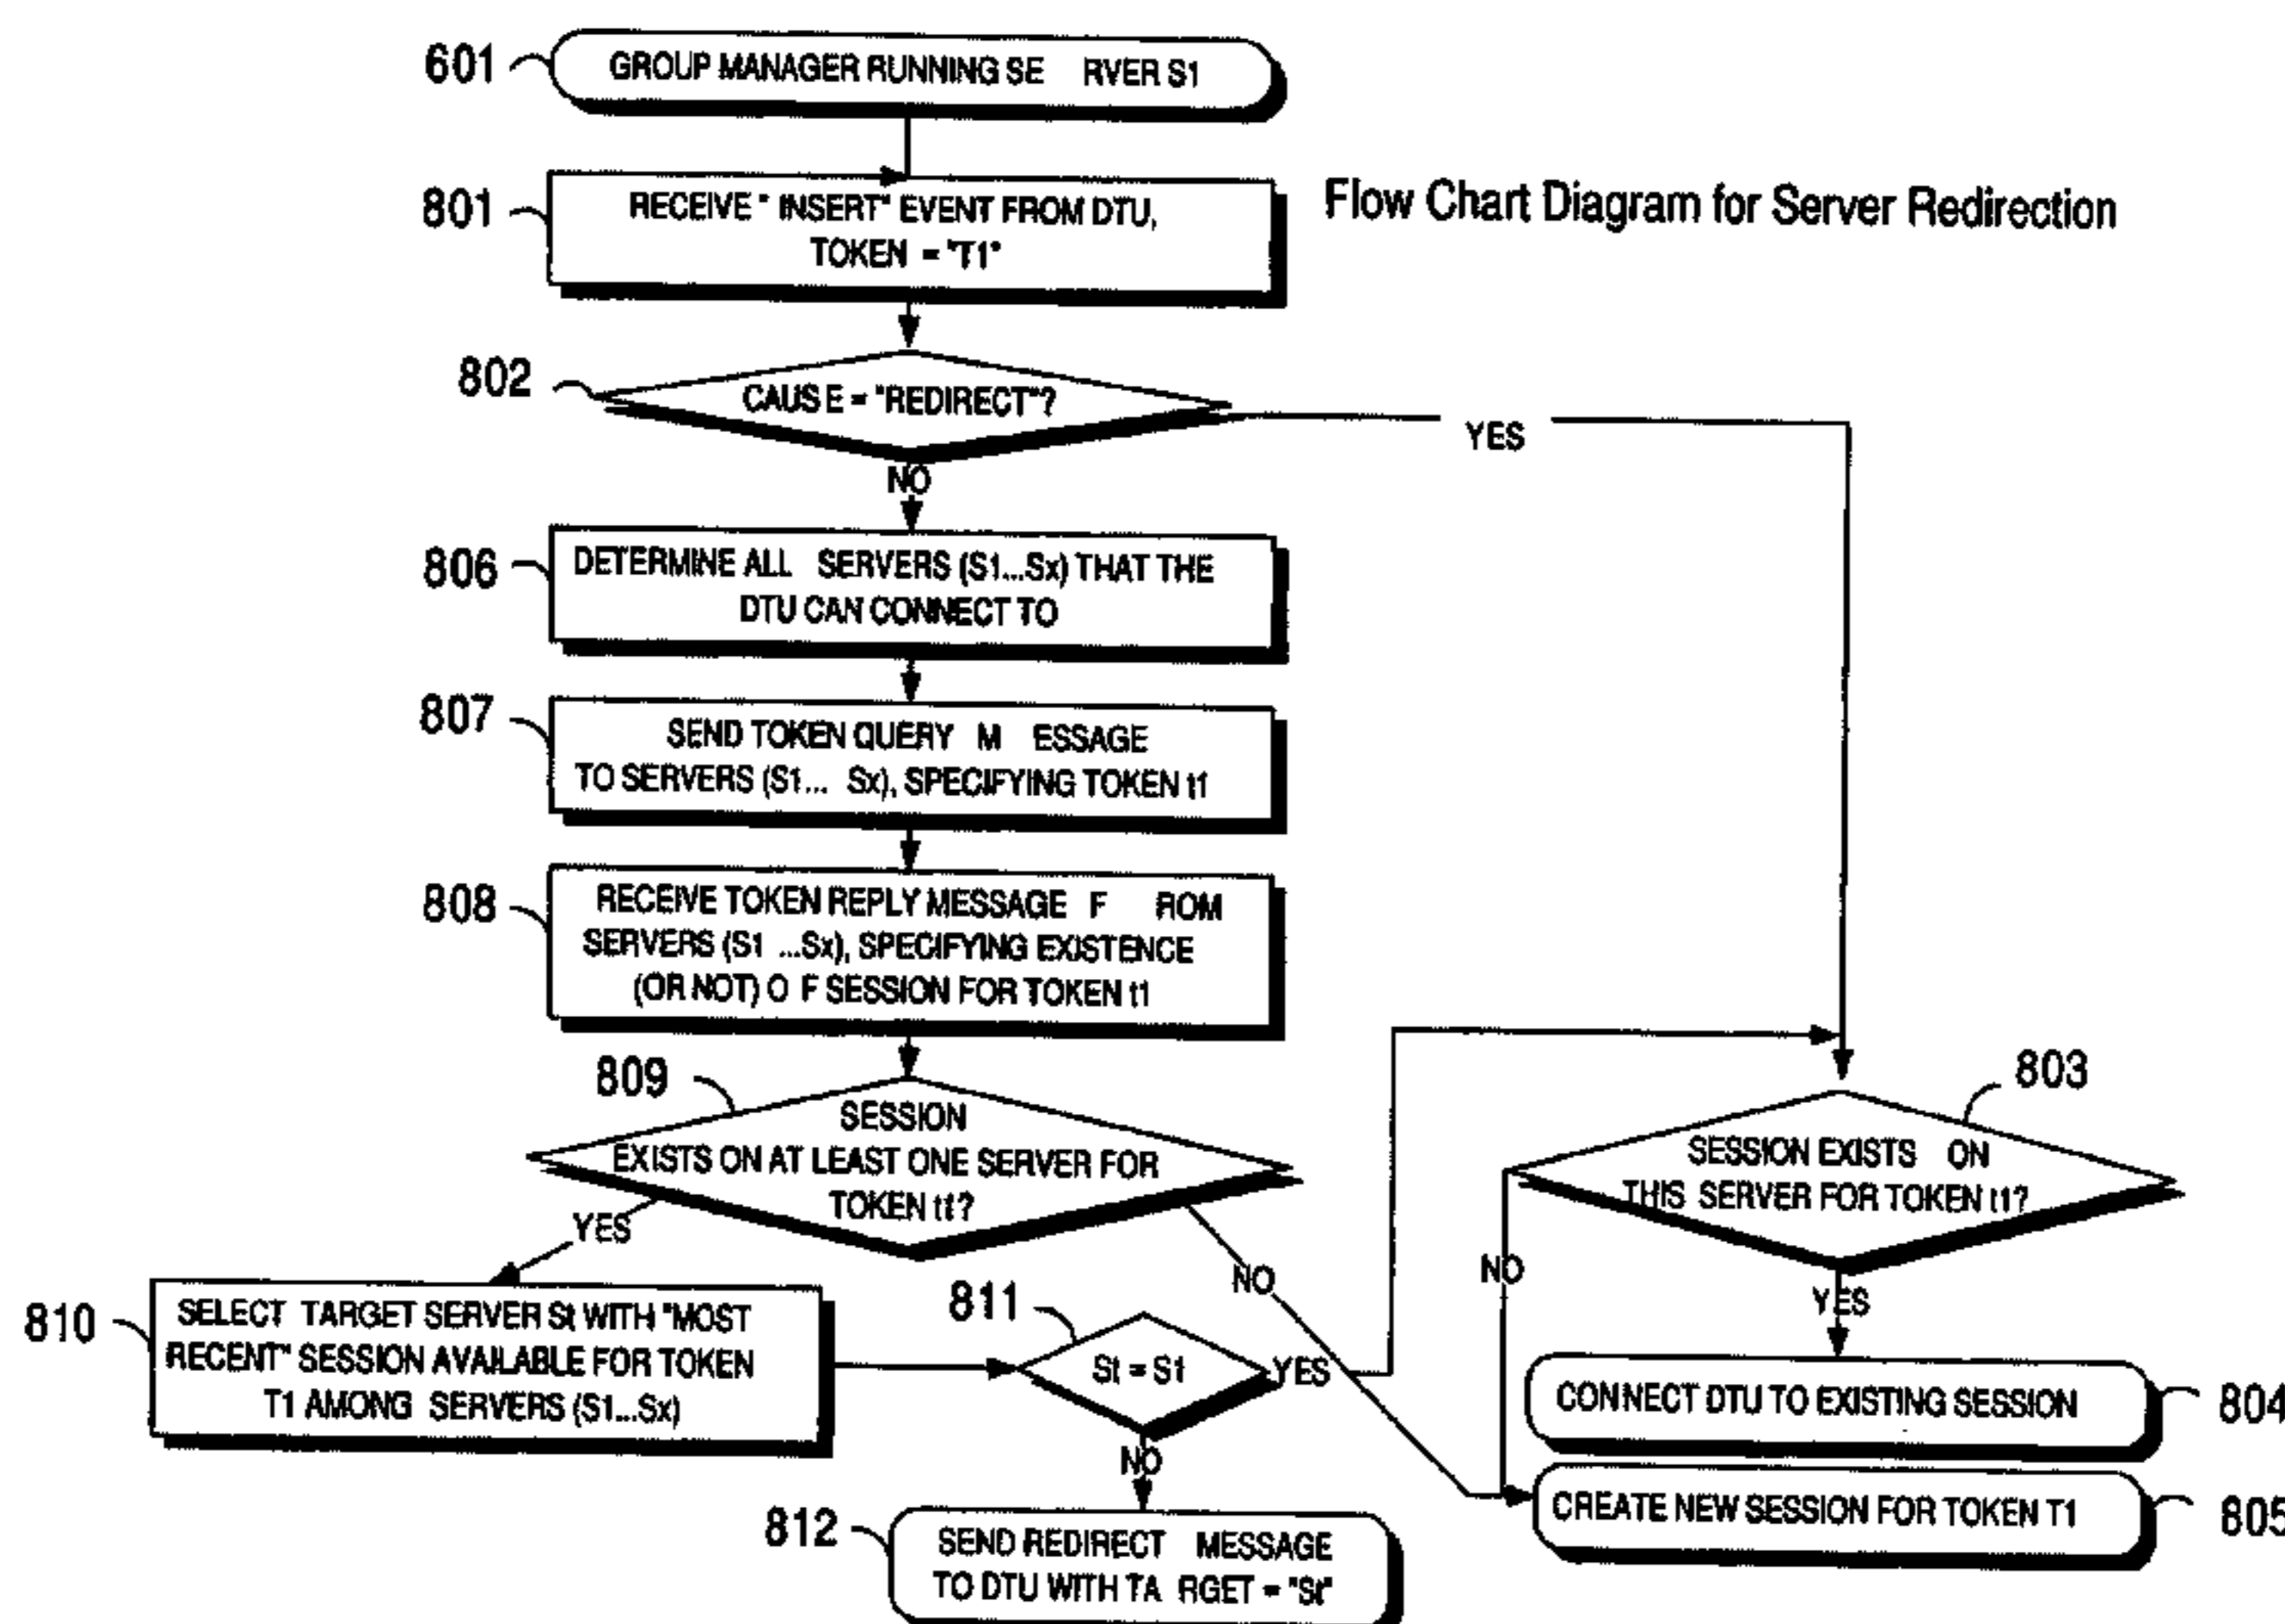 601
GROUP MANAGER RUNNING SE RVER S1
801
RECEIVE " INSERT" EVENT FROM DTU,
TOKEN = "T1"
Flow Chart Diagram for Server Redirection
802
CAUS E = "REDIRECT"?
YES
NO
806
DETERMINE ALL SERVERS (S1...Sx) THAT THE
DTU CAN CONNECT TO
807
SEND TOKEN QUERY M ESSAGE
TO SERVERS (S1... Sx), SPECIFYING TOKEN t1
808
RECEIVE TOKEN REPLY MESSAGE F ROM
SERVERS (S1 ...Sx), SPECIFYING EXISTENCE
(OR NOT) O F SESSION FOR TOKEN t1
809
SESSION
EXISTS ON AT LEAST ONE SERVER FOR
TOKEN t1?
YES
NO
803
SESSION EXISTS ON
THIS SERVER FOR TOKEN t1?
NO
YES
810
SELECT TARGET SERVER St WITH "MOST
RECENT" SESSION AVAILABLE FOR TOKEN
T1 AMONG SERVERS (S1...Sx)
811
St = S1
YES
NO
804
CONNECT DTU TO EXISTING SESSION
805
CREATE NEW SESSION FOR TOKEN T1
812
SEND REDIRECT MESSAGE
TO DTU WITH TA RGET = "St"